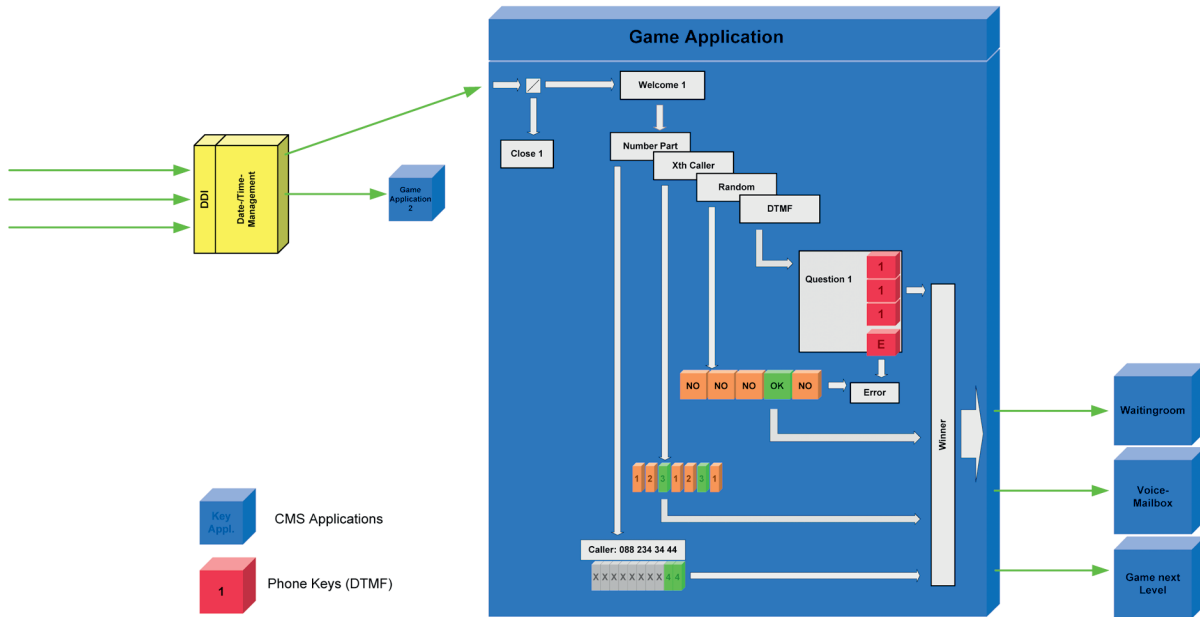 Game Application
Welcome 1
Close 1
Number Part
Xth Caller
Random
DTMF
DDI
Date-/Time-
Management
Game
Application
2
Question 1
1
1
1
E
NO NO NO OK NO
Error
Winner
1 2 3 1 2 3 1
Caller: 088 234 34 44
X X X X X X X X 4 4
Waitingroom
Voice-
Mailbox
Game next
Level
Key
Appl.
CMS Applications
1
Phone Keys (DTMF)